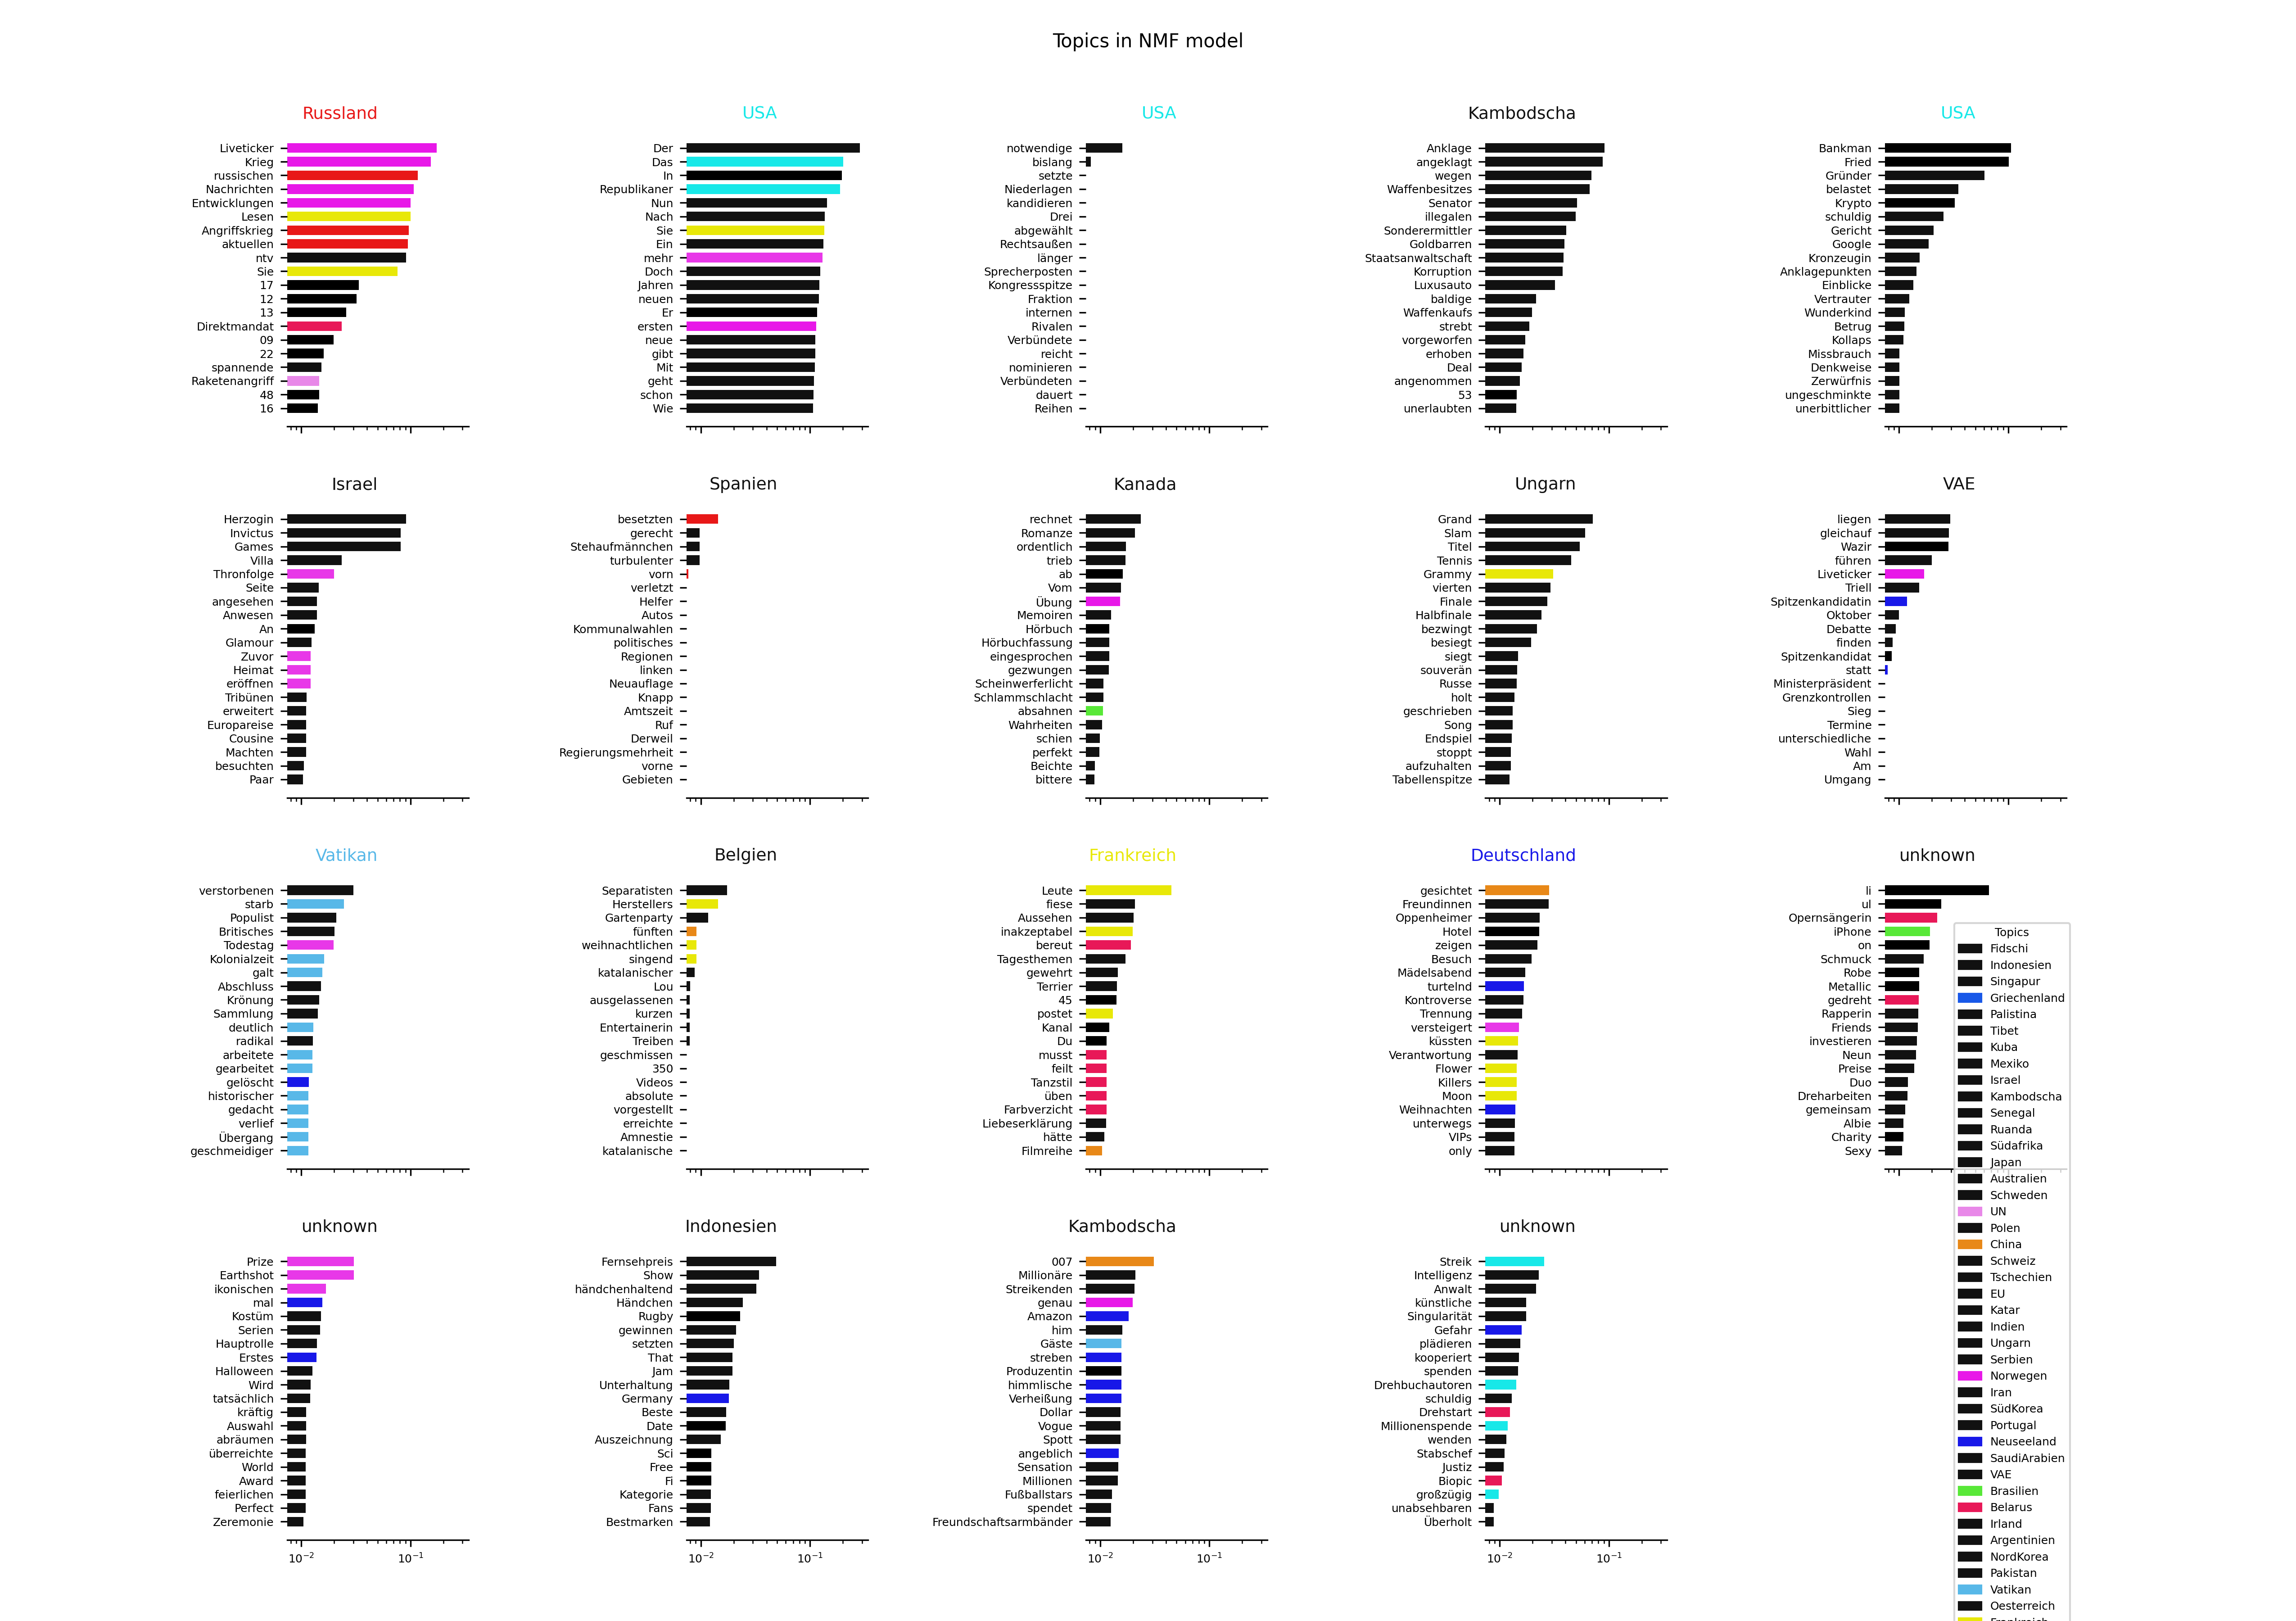 Topics in NMF model
Russland
Liveticker
Krieg
russischen
Nachrichten
Entwicklungen
Lesen
Angriffskrieg
aktuellen
ntv
Sie
17
12
13
Direktmandat
09
22
spannende
Raketenangriff
48
16
USA
Der
Das
In
Republikaner
Nun
Nach
Sie
Ein
mehr
Doch
Jahren
neuen
Er
ersten
neue
gibt
Mit
geht
schon
Wie
USA
notwendige
bislang
setzte
Niederlagen
kandidieren
Drei
abgewählt
Rechtsaußen
länger
Sprecherposten
Kongressspitze
Fraktion
internen
Rivalen
Verbündete
reicht
nominieren
Verbündeten
dauert
Reihen
Kambodscha
Anklage
angeklagt
wegen
Waffenbesitzes
Senator
illegalen
Sonderermittler
Goldbarren
Staatsanwaltschaft
Korruption
Luxusauto
baldige
Waffenkaufs
strebt
vorgeworfen
erhoben
Deal
angenommen
53
unerlaubten
USA
Bankman
Fried
Gründer
belastet
Krypto
schuldig
Gericht
Google
Kronzeugin
Anklagepunkten
Einblicke
Vertrauter
Wunderkind
Betrug
Kollaps
Missbrauch
Denkweise
Zerwürfnis
ungeschminkte
unerbittlicher
Israel
Herzogin
Invictus
Games
Villa
Thronfolge
Seite
angesehen
Anwesen
An
Glamour
Zuvor
Heimat
eröffnen
Tribünen
erweitert
Europareise
Cousine
Machten
besuchten
Paar
Spanien
besetzten
gerecht
Stehaufmännchen
turbulenter
vorn
verletzt
Helfer
Autos
Kommunalwahlen
politisches
Regionen
linken
Neuauflage
Knapp
Amtszeit
Ruf
Derweil
Regierungsmehrheit
vorne
Gebieten
Kanada
rechnet
Romanze
ordentlich
trieb
ab
Vom
Übung
Memoiren
Hörbuch
Hörbuchfassung
eingesprochen
gezwungen
Scheinwerferlicht
Schlammschlacht
absahnen
Wahrheiten
schien
perfekt
Beichte
bittere
Ungarn
Grand
Slam
Titel
Tennis
Grammy
vierten
Finale
Halbfinale
bezwingt
besiegt
siegt
souverän
Russe
holt
geschrieben
Song
Endspiel
stoppt
aufzuhalten
Tabellenspitze
VAE
liegen
gleichauf
Wazir
führen
Liveticker
Triell
Spitzenkandidatin
Oktober
Debatte
finden
Spitzenkandidat
statt
Ministerpräsident
Grenzkontrollen
Sieg
Termine
unterschiedliche
Wahl
Am
Umgang
Vatikan
verstorbenen
starb
Populist
Britisches
Todestag
Kolonialzeit
galt
Abschluss
Krönung
Sammlung
deutlich
radikal
arbeitete
gearbeitet
gelöscht
historischer
gedacht
verlief
Übergang
geschmeidiger
Belgien
Separatisten
Herstellers
Gartenparty
fünften
weihnachtlichen
singend
katalanischer
Lou
ausgelassenen
kurzen
Entertainerin
Treiben
geschmissen
350
Videos
absolute
vorgestellt
erreichte
Amnestie
katalanische
Frankreich
Leute
fiese
Aussehen
inakzeptabel
bereut
Tagesthemen
gewehrt
Terrier
45
postet
Kanal
Du
musst
feilt
Tanzstil
üben
Farbverzicht
Liebeserklärung
hätte
Filmreihe
Deutschland
gesichtet
Freundinnen
Oppenheimer
Hotel
zeigen
Besuch
Mädelsabend
turtelnd
Kontroverse
Trennung
versteigert
küssten
Verantwortung
Flower
Killers
Moon
Weihnachten
unterwegs
VIPs
only
unknown
li
ul
Opernsängerin
iPhone
on
Schmuck
Robe
Metallic
gedreht
Rapperin
Friends
investieren
Neun
Preise
Duo
Dreharbeiten
gemeinsam
Albie
Charity
Sexy
unknown
Prize
Earthshot
ikonischen
mal
Kostüm
Serien
Hauptrolle
Erstes
Halloween
Wird
tatsächlich
kräftig
Auswahl
abräumen
überreichte
World
Award
feierlichen
Perfect
Zeremonie
10⁻² 10⁻¹
Indonesien
Fernsehpreis
Show
händchenhaltend
Händchen
Rugby
gewinnen
setzten
That
Jam
Unterhaltung
Germany
Beste
Date
Auszeichnung
Sci
Free
Fi
Kategorie
Fans
Bestmarken
10⁻² 10⁻¹
Kambodscha
007
Millionäre
Streikenden
genau
Amazon
him
Gäste
streben
Produzentin
himmlische
Verheißung
Dollar
Vogue
Spott
angeblich
Sensation
Millionen
Fußballstars
spendet
Freundschaftsarmbänder
10⁻² 10⁻¹
unknown
Streik
Intelligenz
Anwalt
künstliche
Singularität
Gefahr
plädieren
kooperiert
spenden
Drehbuchautoren
schuldig
Drehstart
Millionenspende
wenden
Stabschef
Justiz
Biopic
großzügig
unabsehbaren
Überholt
10⁻² 10⁻¹
Topics
Fidschi
Indonesien
Singapur
Griechenland
Palistina
Tibet
Kuba
Mexiko
Israel
Kambodscha
Senegal
Ruanda
Südafrika
Japan
Australien
Schweden
UN
Polen
China
Schweiz
Tschechien
EU
Katar
Indien
Ungarn
Serbien
Norwegen
Iran
SüdKorea
Portugal
Neuseeland
SaudiArabien
VAE
Brasilien
Belarus
Irland
Argentinien
NordKorea
Pakistan
Vatikan
Oesterreich